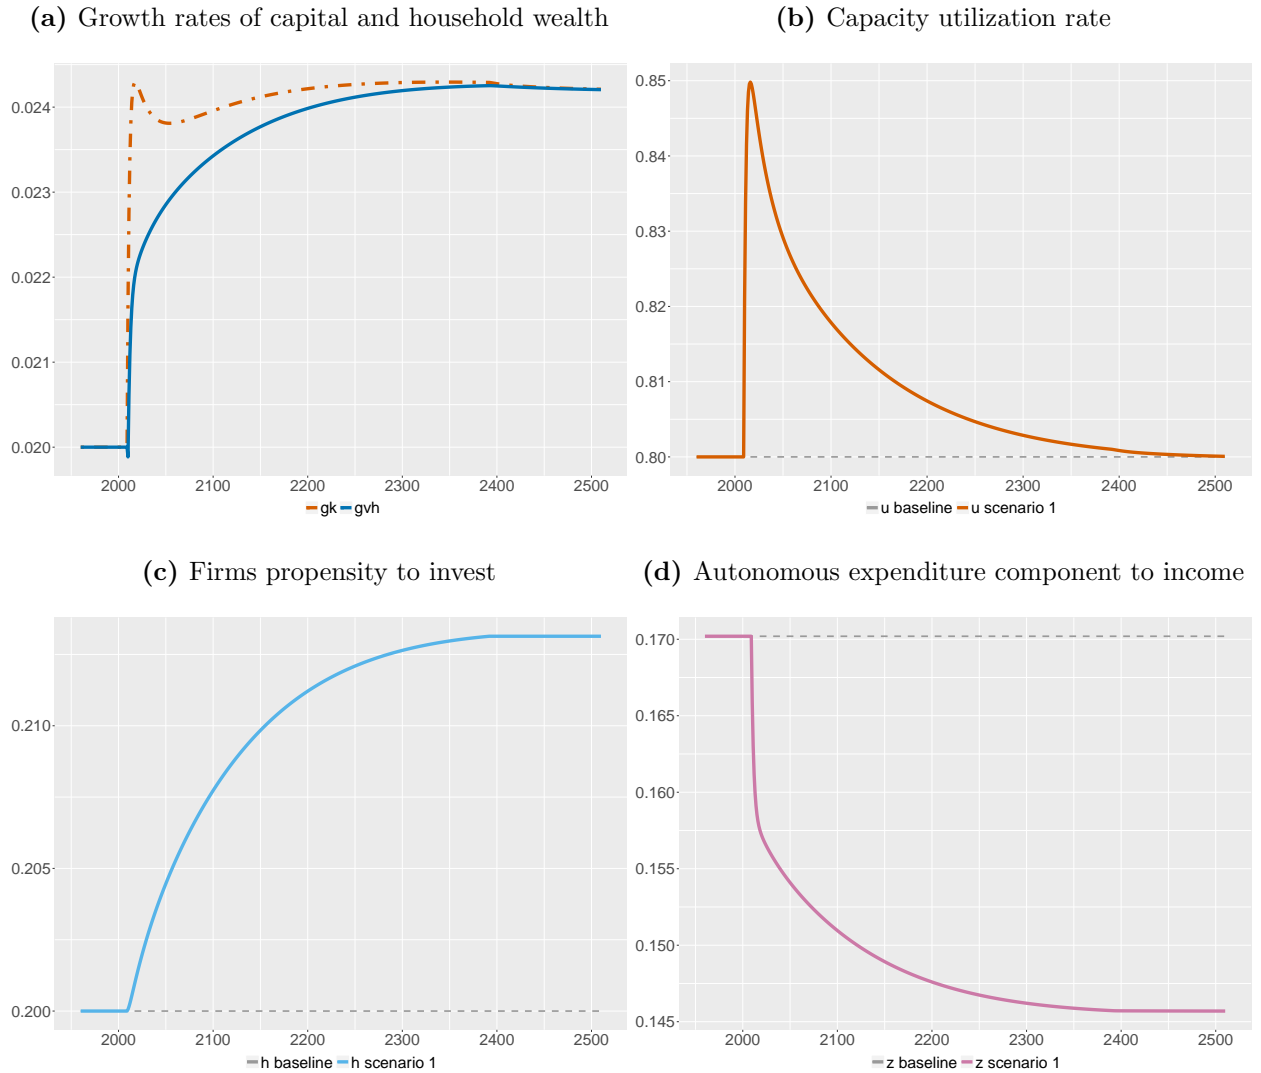 (a) Growth rates of capital and household wealth
0.024
0.023
0.022
0.021
0.020
2000 2100 2200 2300 2400 2500
gk gvh
(b) Capacity utilization rate
0.85
0.84
0.83
0.82
0.81
0.80
2000 2100 2200 2300 2400 2500
u baseline u scenario 1
(c) Firms propensity to invest
0.210
0.205
0.200
2000 2100 2200 2300 2400 2500
h baseline h scenario 1
(d) Autonomous expenditure component to income
0.170
0.165
0.160
0.155
0.150
0.145
2000 2100 2200 2300 2400 2500
z baseline z scenario 1